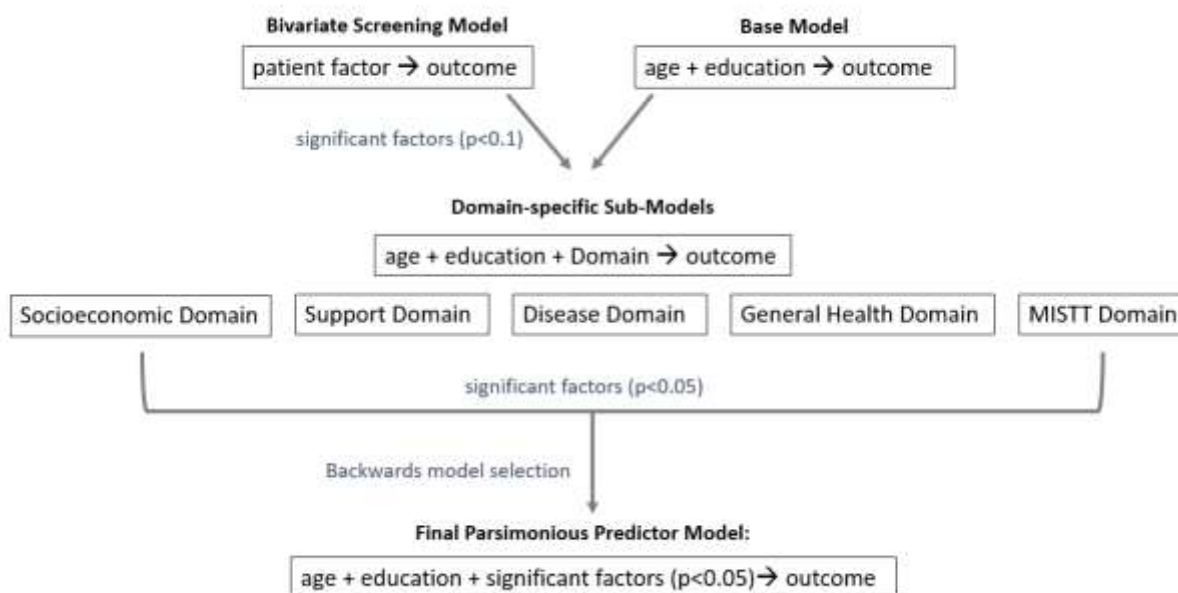 Bivariate Screening Model
Base Model
patient factor → outcome
age + education → outcome
significant factors (p<0.1)
Domain-specific Sub-Models
age + education + Domain → outcome
Socioeconomic Domain
Support Domain
Disease Domain
General Health Domain
MISTT Domain
significant factors (p<0.05)
Backwards model selection
Final Parsimonious Predictor Model:
age + education + significant factors (p<0.05)→ outcome